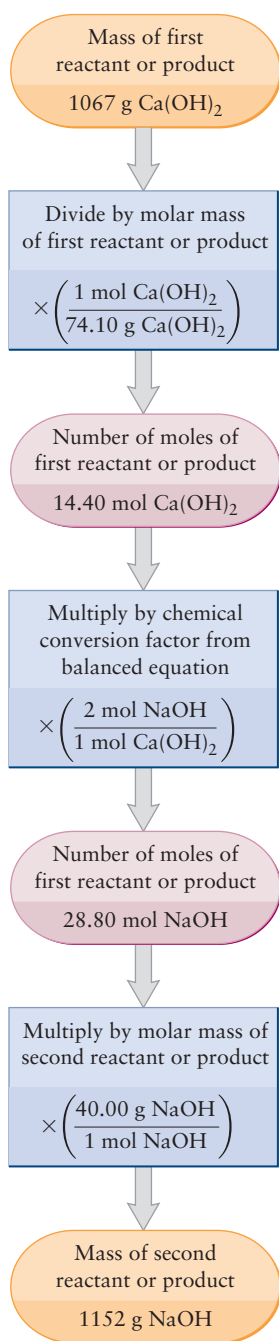 Mass of first
reactant or product
1067 g Ca(OH)₂
Divide by molar mass
of first reactant or product
×(1 mol Ca(OH)₂ / 74.10 g Ca(OH)₂)
Number of moles of
first reactant or product
14.40 mol Ca(OH)₂
Multiply by chemical
conversion factor from
balanced equation
×(2 mol NaOH / 1 mol Ca(OH)₂)
Number of moles of
first reactant or product
28.80 mol NaOH
Multiply by molar mass of
second reactant or product
×(40.00 g NaOH / 1 mol NaOH)
Mass of second
reactant or product
1152 g NaOH